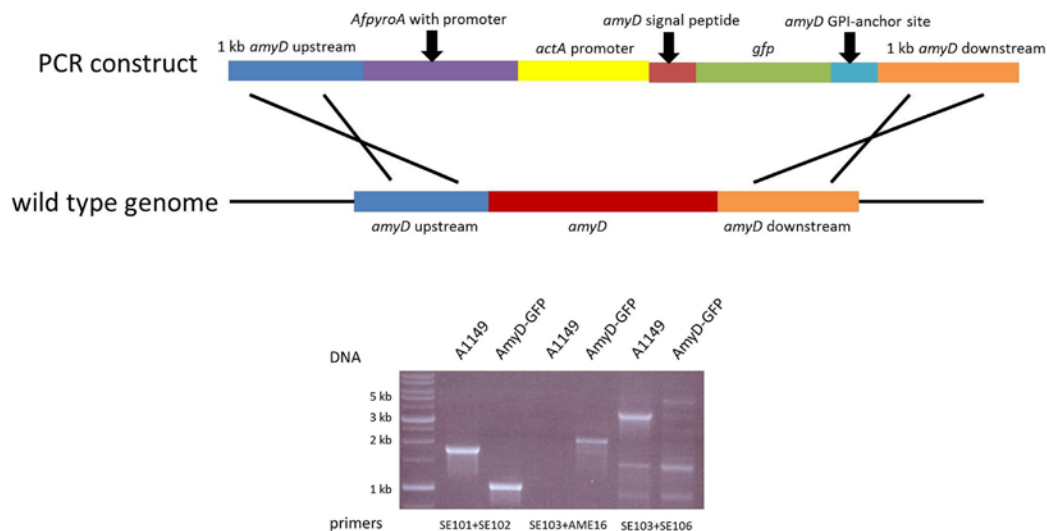 AfpyroA with promoter
amyD signal peptide
amyD GPI-anchor site
1 kb amyD upstream
actA promoter
gfp
1 kb amyD downstream
PCR construct
wild type genome
amyD upstream
amyD
amyD downstream
DNA
A1149
AmyD-GFP
A1149
AmyD-GFP
A1149
AmyD-GFP
5 kb
3 kb
2 kb
1 kb
primers
SE101+SE102
SE103+AME16
SE103+SE106